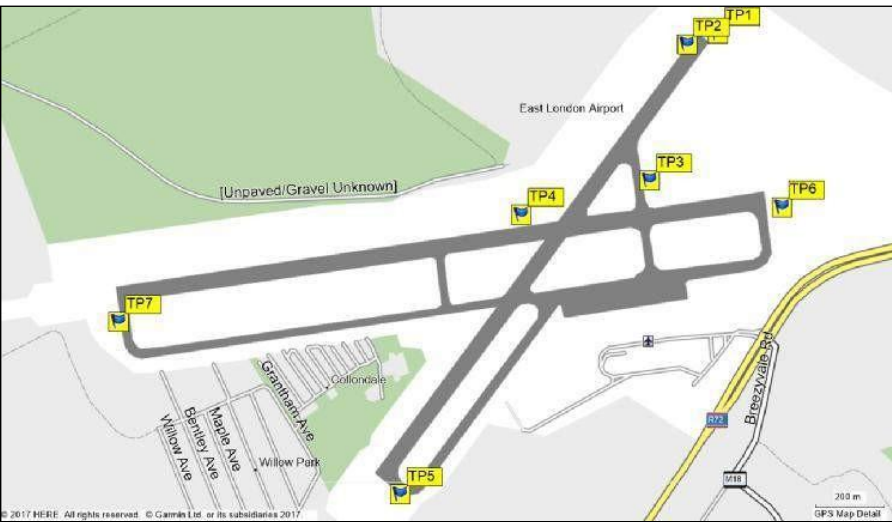 TP1
TP2
East London Airport
TP3
[Unpaved/Gravel Unknown]
TP4
TP6
TP7
Grantham Ave
Collondale
Breezyvale Rd
Willow Ave
Bentley Ave
Maple Ave
Willow Park
R72
TP5
M18
200 m
© 2017 HERE All rights reserved. © Garmin Ltd. or its subsidiaries 2017
GPS Map Detail